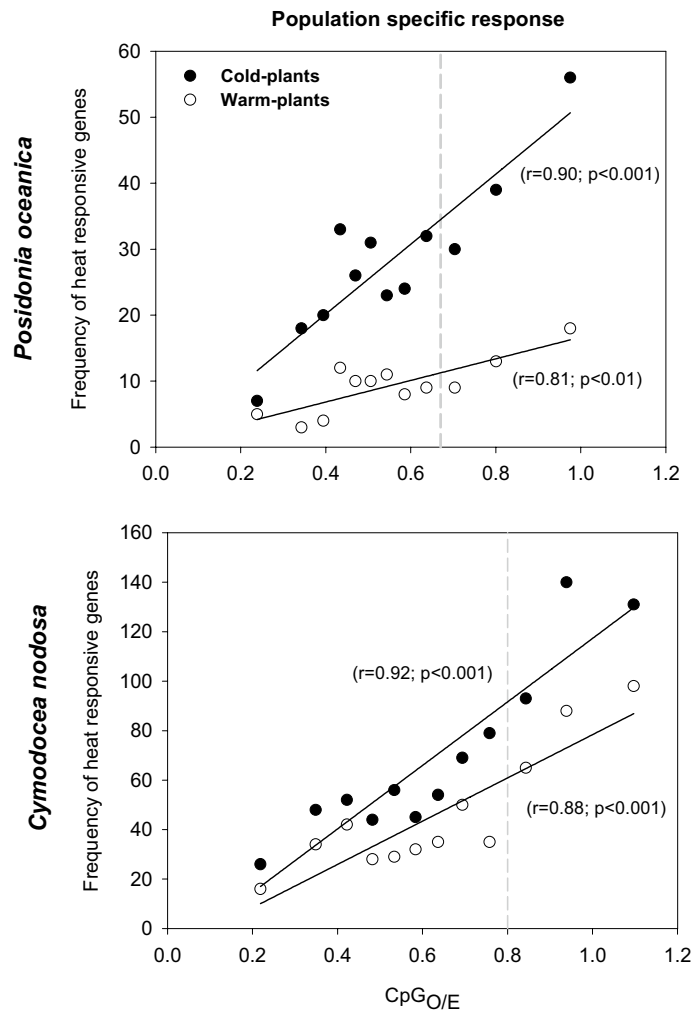 Population specific response
Posidonia oceanica
Frequency of heat responsive genes
60
50
40
30
20
10
0
Cold-plants
Warm-plants
(r=0.90; p<0.001)
(r=0.81; p<0.01)
0.0 0.2 0.4 0.6 0.8 1.0 1.2
Cymodocea nodosa
Frequency of heat responsive genes
160
140
120
100
80
60
40
20
0
(r=0.92; p<0.001)
(r=0.88; p<0.001)
0.0 0.2 0.4 0.6 0.8 1.0 1.2
CpGO/E